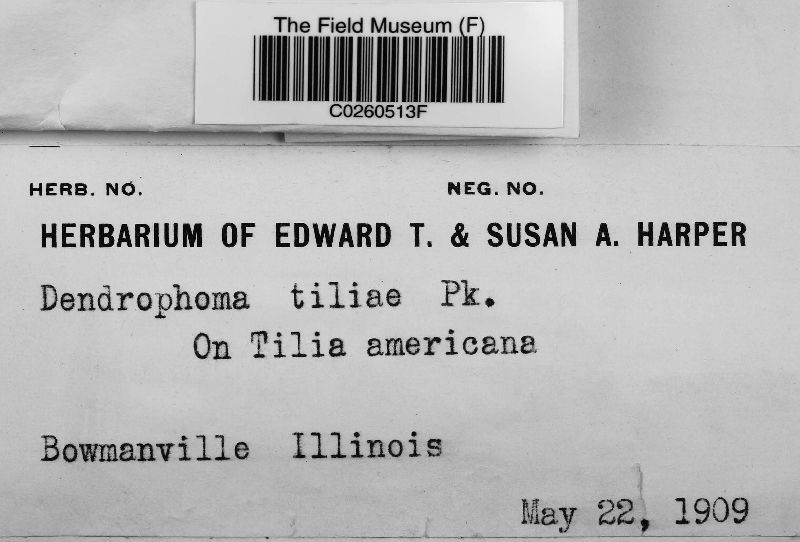 The Field Museum (F)
C0260513F
HERB. NO.
NEG. NO.
HERBARIUM OF EDWARD T. & SUSAN A. HARPER
Dendrophoma tiliae Pk.
On Tilia americana
Bowmanville Illinois
May 22, 1909